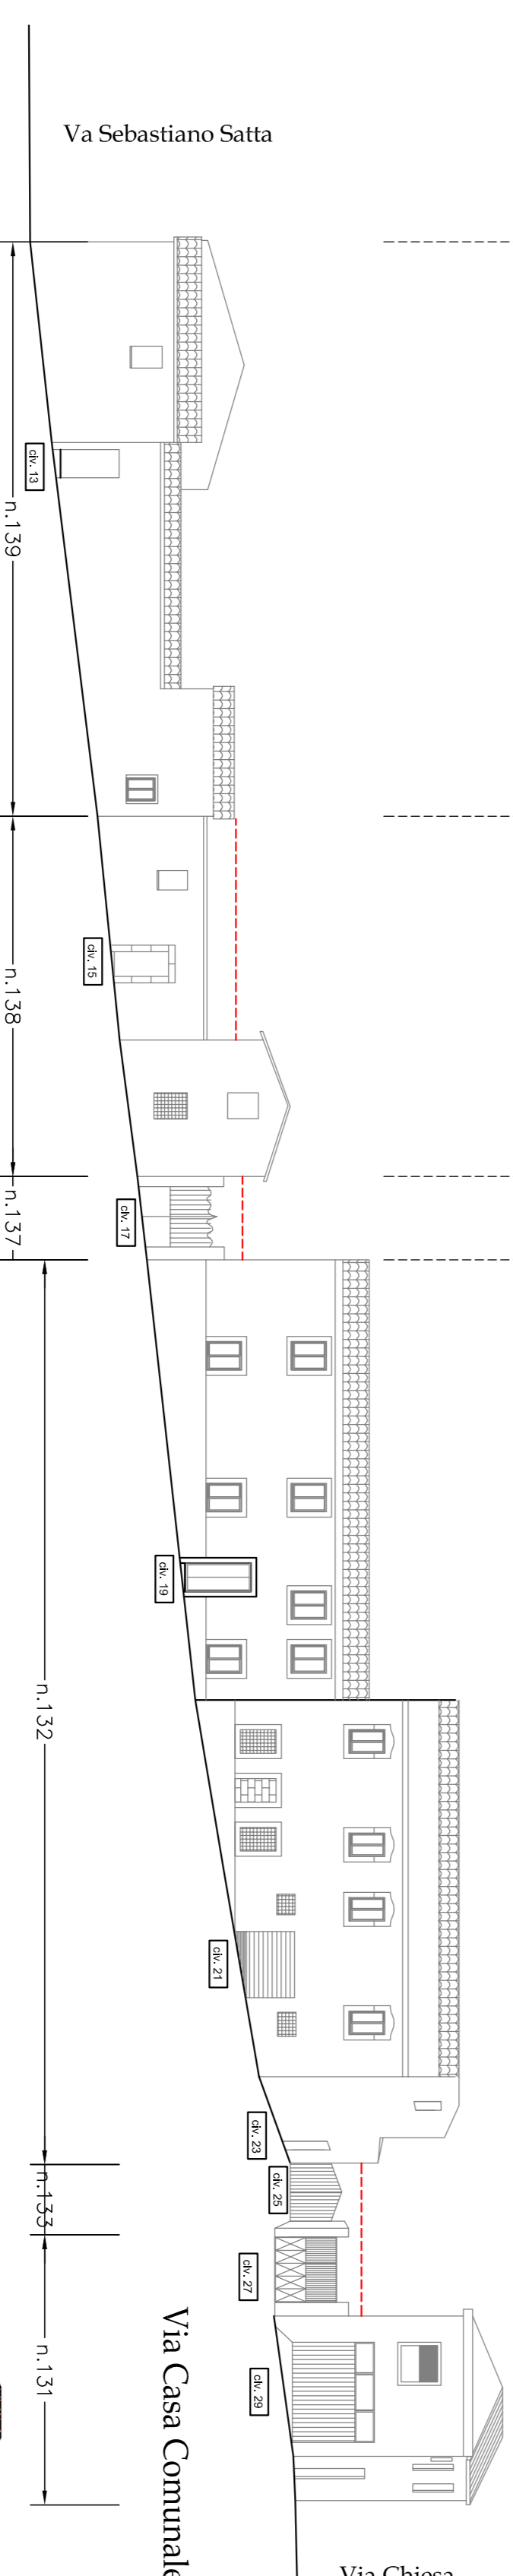 Va Sebastiano Satta
civ. 13
n.139
civ. 15
n.138
civ. 17
n.137
civ. 19
n.132
civ. 21
civ. 23
civ. 25
n.133
civ. 27
civ. 29
n.131
Via Casa Comunale
Via Chiesa